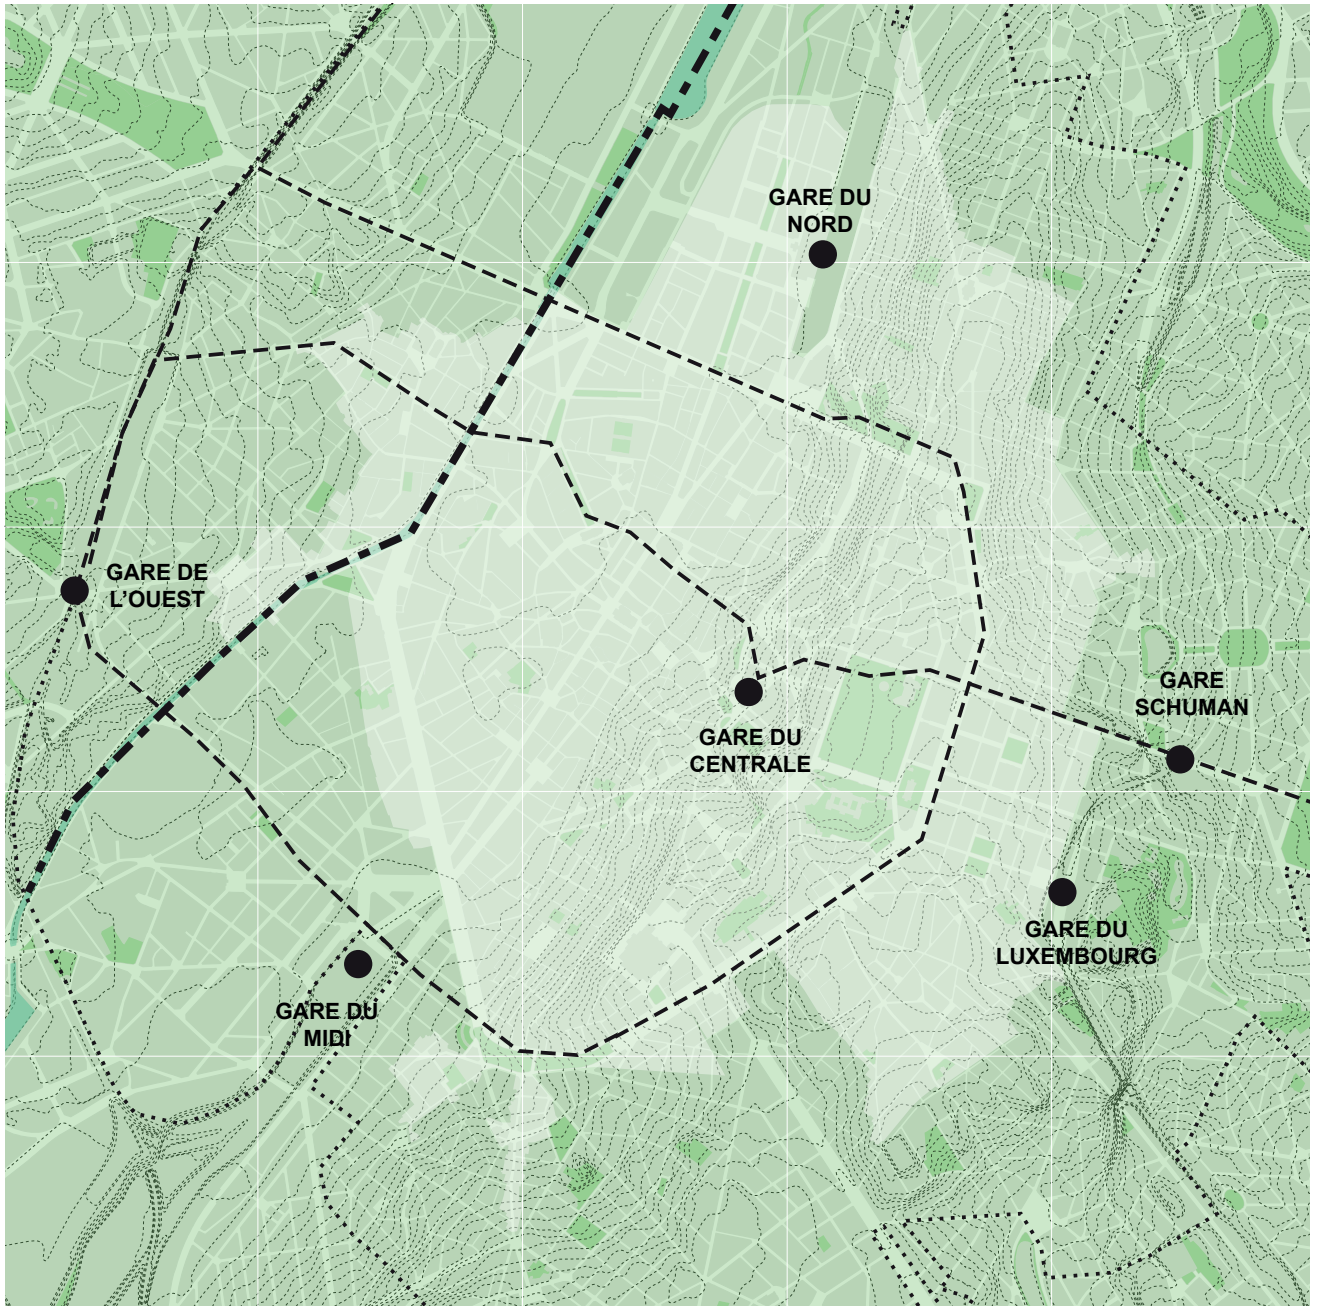 GARE DU
NORD
GARE DE
L'OUEST
GARE
SCHUMAN
GARE DU
CENTRALE
GARE DU
LUXEMBOURG
GARE DU
MIDI